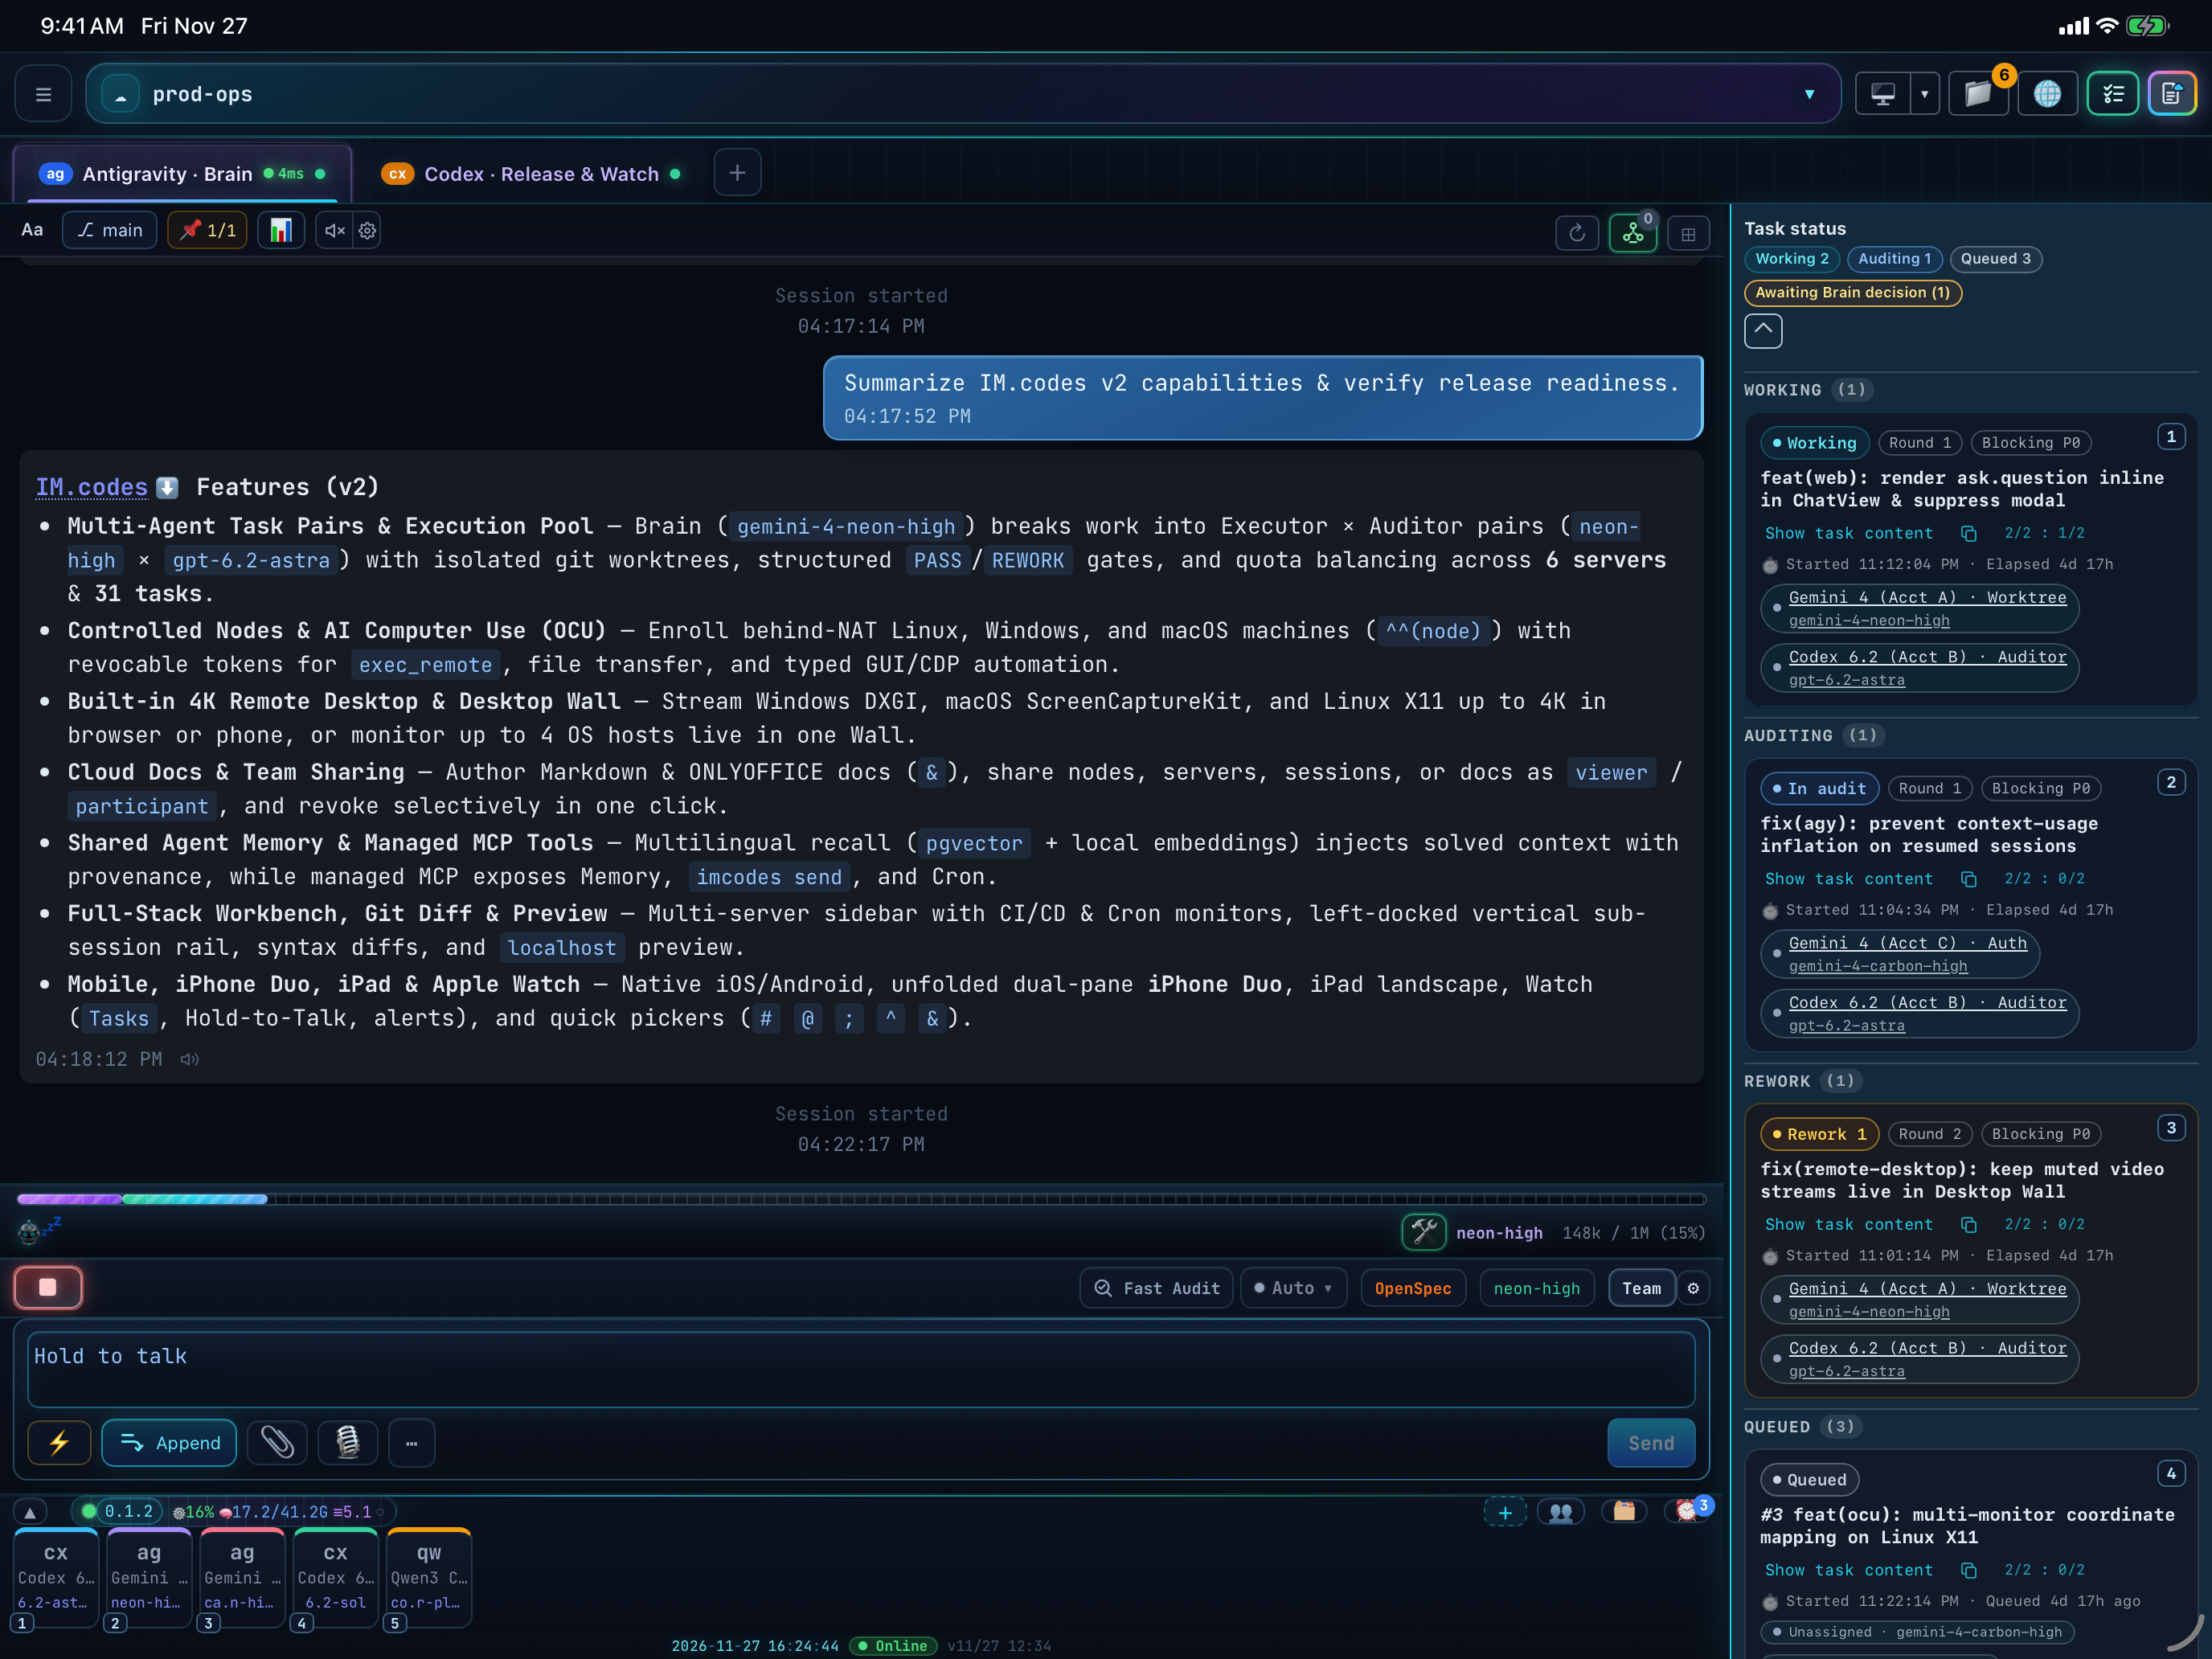 9:41 AM Fri Nov 27
prod-ops
6
ag Antigravity · Brain 4ms
cx Codex · Release & Watch
Aa main 1/1
0
Session started
04:17:14 PM
Summarize IM.codes v2 capabilities & verify release readiness.
04:17:52 PM
IM.codes Features (v2)
• Multi-Agent Task Pairs & Execution Pool — Brain (gemini-4-neon-high) breaks work into Executor × Auditor pairs (neon-
high × gpt-6.2-astra) with isolated git worktrees, structured PASS/REWORK gates, and quota balancing across 6 servers
& 31 tasks.
• Controlled Nodes & AI Computer Use (OCU) — Enroll behind-NAT Linux, Windows, and macOS machines (^^(node)) with
revocable tokens for exec_remote, file transfer, and typed GUI/CDP automation.
• Built-in 4K Remote Desktop & Desktop Wall — Stream Windows DXGI, macOS ScreenCaptureKit, and Linux X11 up to 4K in
browser or phone, or monitor up to 4 OS hosts live in one Wall.
• Cloud Docs & Team Sharing — Author Markdown & ONLYOFFICE docs (&), share nodes, servers, sessions, or docs as viewer /
participant, and revoke selectively in one click.
• Shared Agent Memory & Managed MCP Tools — Multilingual recall (pgvector + local embeddings) injects solved context with
provenance, while managed MCP exposes Memory, imcodes send, and Cron.
• Full-Stack Workbench, Git Diff & Preview — Multi-server sidebar with CI/CD & Cron monitors, left-docked vertical sub-
session rail, syntax diffs, and localhost preview.
• Mobile, iPhone Duo, iPad & Apple Watch — Native iOS/Android, unfolded dual-pane iPhone Duo, iPad landscape, Watch
(Tasks, Hold-to-Talk, alerts), and quick pickers (# @ ; ^ &).
04:18:12 PM
Session started
04:22:17 PM
neon-high 148k / 1M (15%)
Fast Audit Auto OpenSpec neon-high Team
Hold to talk
Append Send
0.1.2 16% 17.2/41.2G 5.1
3
cx
Codex 6…
6.2-ast…
1
ag
Gemini …
neon-hi…
2
ag
Gemini …
ca.n-hi…
3
cx
Codex 6…
6.2-sol
4
qw
Qwen3 C…
co.r-pl…
5
2026-11-27 16:24:44 Online v11/27 12:34
Task status
Working 2 Auditing 1 Queued 3
Awaiting Brain decision (1)
WORKING (1)
Working Round 1 Blocking P0 1
feat(web): render ask.question inline
in ChatView & suppress modal
Show task content 2/2 : 1/2
Started 11:12:04 PM · Elapsed 4d 17h
Gemini 4 (Acct A) · Worktree
gemini-4-neon-high
Codex 6.2 (Acct B) · Auditor
gpt-6.2-astra
AUDITING (1)
In audit Round 1 Blocking P0 2
fix(agy): prevent context-usage
inflation on resumed sessions
Show task content 2/2 : 0/2
Started 11:04:34 PM · Elapsed 4d 17h
Gemini 4 (Acct C) · Auth
gemini-4-carbon-high
Codex 6.2 (Acct B) · Auditor
gpt-6.2-astra
REWORK (1)
Rework 1 Round 2 Blocking P0 3
fix(remote-desktop): keep muted video
streams live in Desktop Wall
Show task content 2/2 : 0/2
Started 11:01:14 PM · Elapsed 4d 17h
Gemini 4 (Acct A) · Worktree
gemini-4-neon-high
Codex 6.2 (Acct B) · Auditor
gpt-6.2-astra
QUEUED (3)
Queued 4
#3 feat(ocu): multi-monitor coordinate
mapping on Linux X11
Show task content 2/2 : 0/2
Started 11:22:14 PM · Queued 4d 17h ago
Unassigned · gemini-4-carbon-high